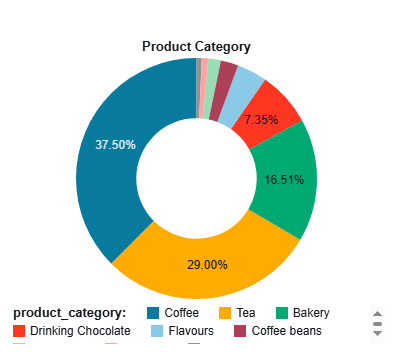 Product Category
7.35%
37.50%
16.51%
29.00%
product_category: Coffee Tea Bakery
Drinking Chocolate Flavours Coffee beans